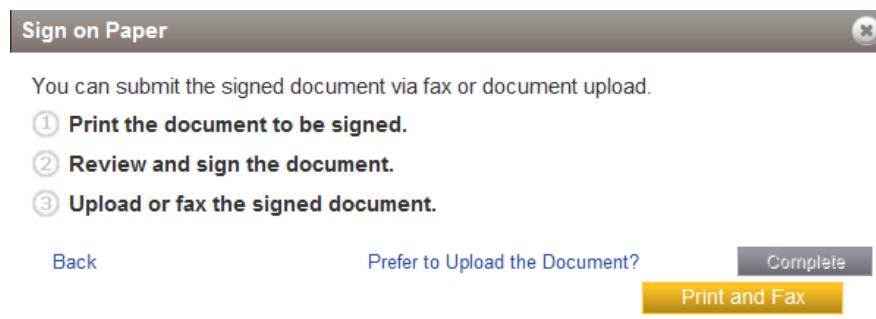 Sign on Paper
You can submit the signed document via fax or document upload.
1 Print the document to be signed.
2 Review and sign the document.
3 Upload or fax the signed document.
Back Prefer to Upload the Document? Complete
Print and Fax